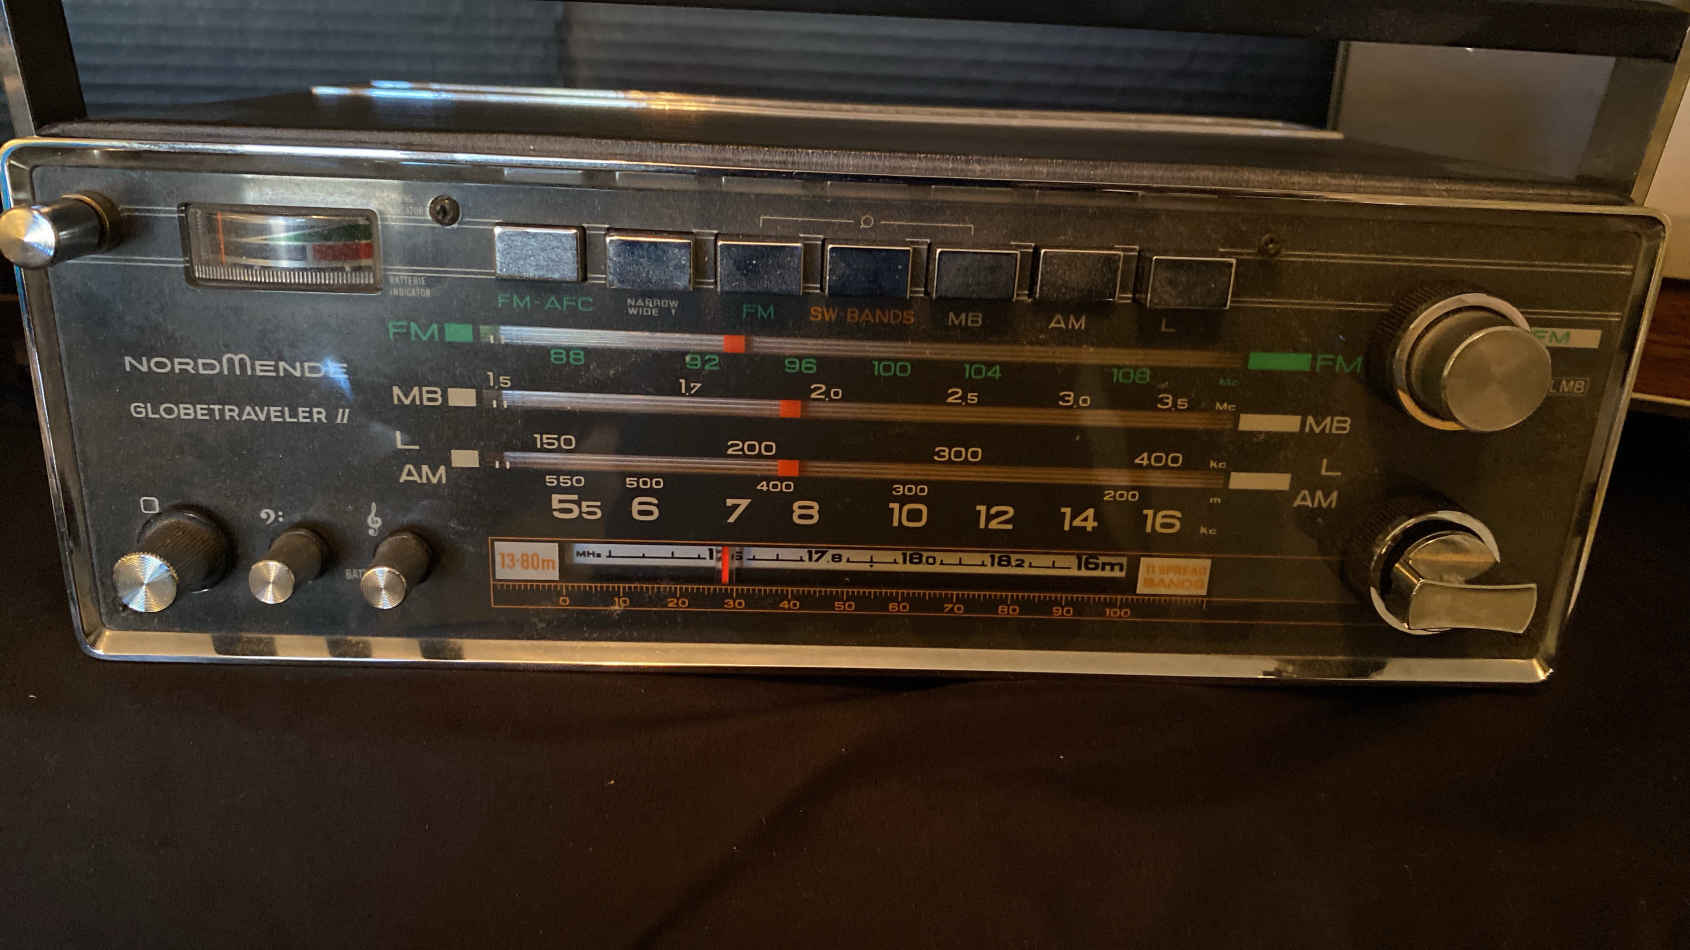 BATTERIE
INDICATOR
FM-AFC
NARROW
WIDE
FM
SW-BANDS
MB
AM
L
FM
88 92 96 100 104 108 Mc
FM
FM
NORDMENDE
GLOBETRAVELER II
MB
1,5 1,7 2,0 2,5 3,0 3,5 Mc
MB
L
150 200 300 400 kc
L
AM
550 500 400 300 200 m
AM
55 6 7 8 10 12 14 16 kc
13-80m
MHz 17,8 18,0 18,2 16m
BANDS
0 10 20 30 40 50 60 70 80 90 100